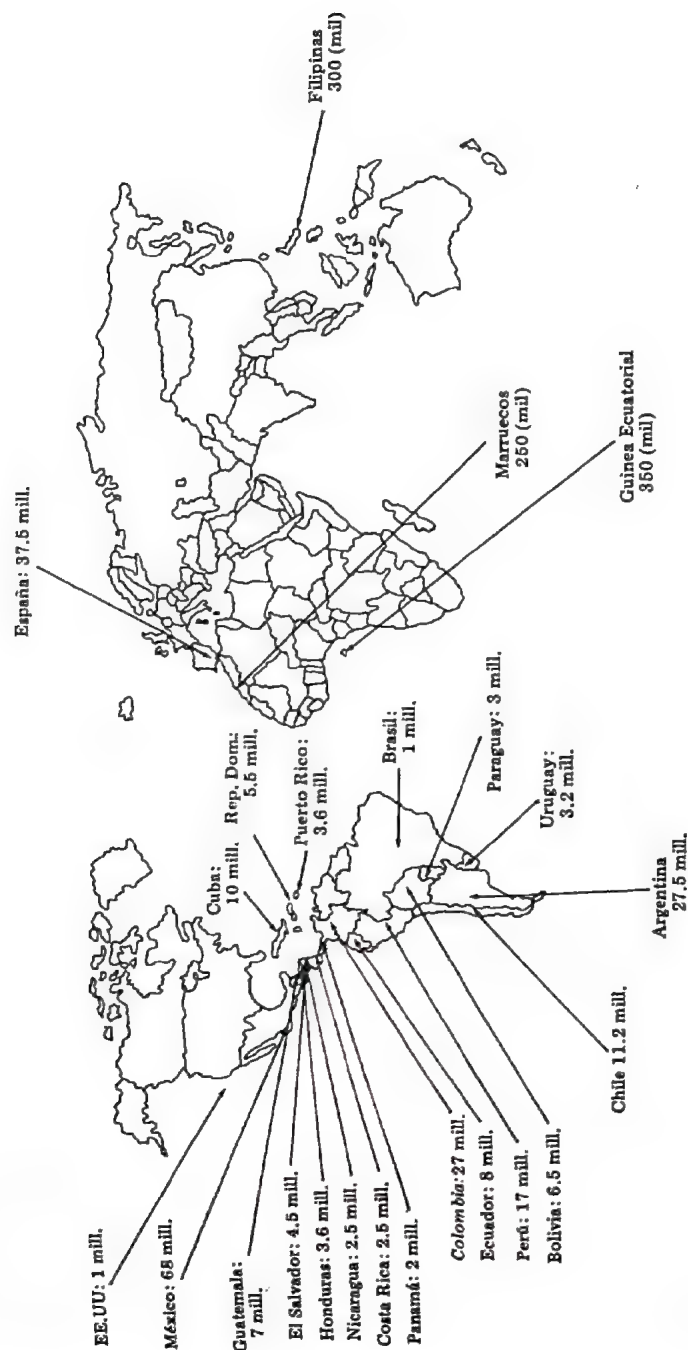 EE.UU: 1 mill.
México: 68 mill.
Guatemala:
7 mill.
El Salvador: 4.5 mill.
Honduras: 3.6 mill.
Nicaragua: 2.5 mill.
Costa Rica: 2.5 mill.
Panamá: 2 mill.
Colombia: 27 mill.
Ecuador: 8 mill.
Perú: 17 mill.
Bolivia: 6.5 mill.
Chile 11.2 mill.
Argentina
27.5 mill.
Uruguay:
3.2 mill.
Paraguay: 3 mill.
Brasil:
1 mill.
Cuba:
10 mill.
Rep. Dom.:
5.5 mill.
Puerto Rico:
3.6 mill.
España: 37.5 mill.
Marruecos
250 (mil)
Guinea Ecuatorial
350 (mil)
Filipinas
300 (mil)